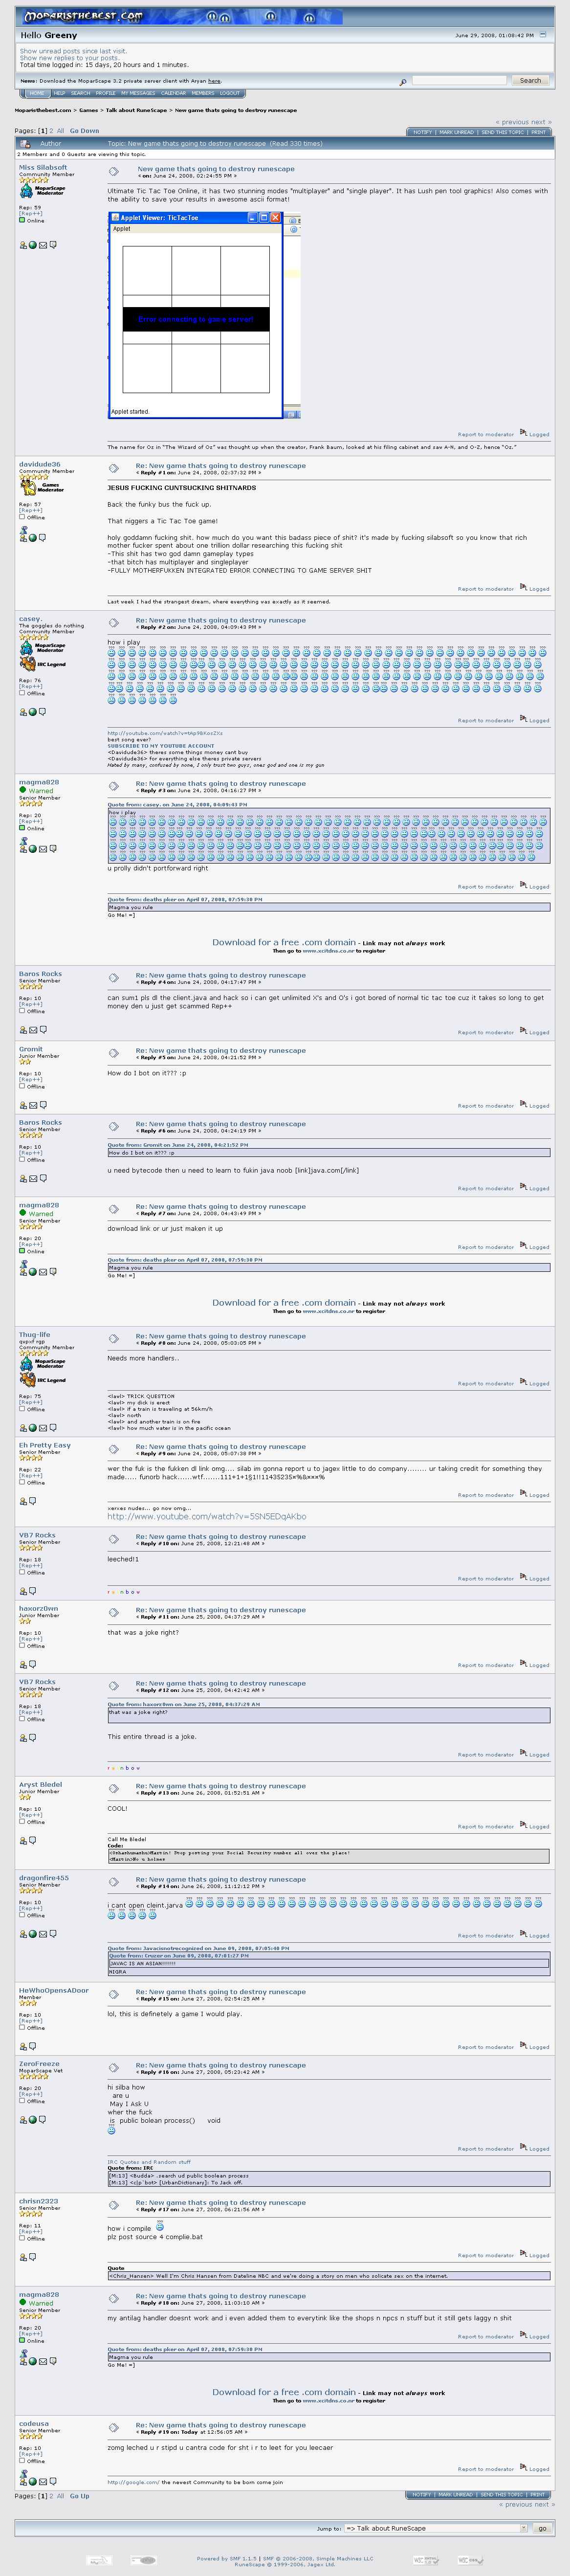 MOPARISTHEBEST.COM
Hello Greeny
June 29, 2008, 01:08:42 PM
Show unread posts since last visit.
Show new replies to your posts.
Total time logged in: 15 days, 20 hours and 1 minutes.
News: Download the MoparScape 3.2 private server client with Aryan here.
Search
HOME HELP SEARCH PROFILE MY MESSAGES CALENDAR MEMBERS LOGOUT
Moparisthebest.com > Games > Talk about RuneScape > New game thats going to destroy runescape
« previous next »
Pages: [1] 2 All Go Down
NOTIFY | MARK UNREAD | SEND THIS TOPIC | PRINT
Author
Topic: New game thats going to destroy runescape (Read 330 times)
2 Members and 0 Guests are viewing this topic.
Miss Silabsoft
Community Member
MoparScape Moderator
Rep: 59
[Rep++]
Online
New game thats going to destroy runescape
« on: June 24, 2008, 02:24:55 PM »
Ultimate Tic Tac Toe Online, it has two stunning modes "multiplayer" and "single player". It has Lush pen tool graphics! Also comes with
the ability to save your results in awesome ascii format!
Applet Viewer: TicTacToe
Applet
Error connecting to game server!
Applet started.
Report to moderator Logged
The name for Oz in "The Wizard of Oz" was thought up when the creator, Frank Baum, looked at his filing cabinet and saw A-N, and O-Z, hence "Oz."
davidude36
Community Member
Games Moderator
Rep: 57
[Rep++]
Offline
Re: New game thats going to destroy runescape
« Reply #1 on: June 24, 2008, 02:37:32 PM »
JESUS FUCKING CUNTSUCKING SHITNARDS
Back the funky bus the fuck up.
That niggers a Tic Tac Toe game!
holy goddamn fucking shit. how much do you want this badass piece of shit? it's made by fucking silabsoft so you know that rich
mother fucker spent about one trillion dollar researching this fucking shit
-This shit has two god damn gameplay types
-that bitch has multiplayer and singleplayer
-FULLY MOTHERFUKKEN INTEGRATED ERROR CONNECTING TO GAME SERVER SHIT
Report to moderator Logged
Last week I had the strangest dream, where everything was exactly as it seemed.
casey.
The goggles do nothing
Community Member
MoparScape Moderator
IRC Legend
Rep: 76
[Rep++]
Offline
Re: New game thats going to destroy runescape
« Reply #2 on: June 24, 2008, 04:09:43 PM »
how i play
Report to moderator Logged
best song ever?
SUBSCRIBE TO MY YOUTUBE ACCOUNT
<Davidude36> theres some things money cant buy
<Davidude36> for everything else theres private servers
hated by many, confused by none, I only trust two guyz, onez god and one is my gun
magma828
Warned
Senior Member
Rep: 20
[Rep++]
Online
Re: New game thats going to destroy runescape
« Reply #3 on: June 24, 2008, 04:16:27 PM »
Quote from: casey. on June 24, 2008, 04:09:43 PM
how i play
u prolly didn't portforward right
Report to moderator Logged
Quote from: deaths pker on April 07, 2008, 07:59:38 PM
Magma you rule
Go Me! =]
Download for a free .com domain - Link may not always work
Then go to www.xcitdns.co.nr to register
Baros Rocks
Senior Member
Rep: 10
[Rep++]
Offline
Re: New game thats going to destroy runescape
« Reply #4 on: June 24, 2008, 04:17:47 PM »
can sum1 pls dl the client.java and hack so i can get unlimited X's and O's i got bored of normal tic tac toe cuz it takes so long to get
money den u just get scammed Rep++
Report to moderator Logged
Gromit
Junior Member
Rep: 10
[Rep++]
Offline
Re: New game thats going to destroy runescape
« Reply #5 on: June 24, 2008, 04:21:52 PM »
How do I bot on it??? :p
Report to moderator Logged
Baros Rocks
Senior Member
Rep: 10
[Rep++]
Offline
Re: New game thats going to destroy runescape
« Reply #6 on: June 24, 2008, 04:24:19 PM »
Quote from: Gromit on June 24, 2008, 04:21:52 PM
How do I bot on it??? :p
u need bytecode then u need to learn to fukin java noob [link]java.com[/link]
Report to moderator Logged
magma828
Warned
Senior Member
Rep: 20
[Rep++]
Online
Re: New game thats going to destroy runescape
« Reply #7 on: June 24, 2008, 04:43:49 PM »
download link or ur just maken it up
Report to moderator Logged
Quote from: deaths pker on April 07, 2008, 07:59:38 PM
Magma you rule
Go Me! =]
Download for a free .com domain - Link may not always work
Then go to www.xcitdns.co.nr to register
Thug-life
Community Member
MoparScape Moderator
IRC Legend
Rep: 75
[Rep++]
Offline
Re: New game thats going to destroy runescape
« Reply #8 on: June 24, 2008, 05:03:05 PM »
Needs more handlers..
Report to moderator Logged
<lawl> TRICK QUESTION
<lawl> my dick is erect
<lawl> if a train is traveling at 56km/h
<lawl> north
<lawl> and another train is on fire
<lawl> how much water is in the pacific ocean
Eh Pretty Easy
Senior Member
Rep: 22
[Rep++]
Offline
Re: New game thats going to destroy runescape
« Reply #9 on: June 24, 2008, 05:07:38 PM »
wer the fuk is the fukken dl link omg.... silab im gonna report u to jagex little to do company........ ur taking credit for something they
made..... funorb hack......wtf.......111+1+1§1!!1143S235¤%&¤¤¤%
Report to moderator Logged
verver nudes... go now omg...
http://www.youtube.com/watch?v=5SN5EDqAKbo
VB7 Rocks
Senior Member
Rep: 18
[Rep++]
Offline
Re: New game thats going to destroy runescape
« Reply #10 on: June 25, 2008, 12:21:48 AM »
leeched!1
Report to moderator Logged
haxorz0wn
Junior Member
Rep: 10
[Rep++]
Offline
Re: New game thats going to destroy runescape
« Reply #11 on: June 25, 2008, 04:37:29 AM »
that was a joke right?
Report to moderator Logged
VB7 Rocks
Senior Member
Rep: 18
[Rep++]
Offline
Re: New game thats going to destroy runescape
« Reply #12 on: June 25, 2008, 04:42:42 AM »
Quote from: haxorz0wn on June 25, 2008, 04:37:29 AM
that was a joke right?
This entire thread is a joke.
Report to moderator Logged
Aryst Bledel
Junior Member
Rep: 10
[Rep++]
Offline
Re: New game thats going to destroy runescape
« Reply #13 on: June 26, 2008, 01:52:51 AM »
COOL!
Report to moderator Logged
Call Me Bledel
Code:
Martin! Stop posting your Social Security number all over the place!
<Martin>No u holmes
dragonfire455
Senior Member
Rep: 10
[Rep++]
Offline
Re: New game thats going to destroy runescape
« Reply #14 on: June 26, 2008, 11:12:12 PM »
i cant open cleint.jarva
Report to moderator Logged
Quote from: Javacisnotrecognized on June 09, 2008, 07:05:40 PM
Quote from: Cruser on June 09, 2008, 07:03:27 PM
JAVAC IS AN ASIAN!!!!!!!
NIGRA
HeWhoOpensADoor
Member
Rep: 10
[Rep++]
Offline
Re: New game thats going to destroy runescape
« Reply #15 on: June 27, 2008, 02:54:25 AM »
lol, this is definetely a game I would play.
Report to moderator Logged
ZeroFreeze
MoparScape Vet
Rep: 20
[Rep++]
Re: New game thats going to destroy runescape
« Reply #16 on: June 27, 2008, 05:23:42 AM »
hi silba how
are u
May I Ask U
wher the fuck
is public bolean process() void
Report to moderator Logged
IRC Quotes and Random stuff
Quote from: IRC
[M:13] <Budda> .search ud public boolean process
[M:13] <c|p`bot> [UrbanDictionary]: To Jack off.
chrisn2323
Senior Member
Rep: 11
[Rep++]
Offline
Re: New game thats going to destroy runescape
« Reply #17 on: June 27, 2008, 06:21:56 AM »
how i compile
plz post source 4 complie.bat
Report to moderator Logged
Quote
<Chris_Hansen> Well I'm Chris Hansen from Dateline NBC and we're doing a story on men who solicate sex on the internet.
magma828
Warned
Senior Member
Rep: 20
[Rep++]
Online
Re: New game thats going to destroy runescape
« Reply #18 on: June 27, 2008, 11:03:10 AM »
my antilag handler doesnt work and i even added them to everytink like the shops n npcs n stuff but it still gets laggy n shit
Report to moderator Logged
Quote from: deaths pker on April 07, 2008, 07:59:38 PM
Magma you rule
Go Me! =]
Download for a free .com domain - Link may not always work
Then go to www.xcitdns.co.nr to register
codeusa
Senior Member
Rep: 10
[Rep++]
Offline
Re: New game thats going to destroy runescape
« Reply #19 on: Today at 12:56:05 AM »
zomg leched u r stipd u cantra code for sht i r to leet for you leecaer
Report to moderator Logged
http://google.com/ the newest Community to be born come join
Pages: [1] 2 All Go Up
NOTIFY | MARK UNREAD | SEND THIS TOPIC | PRINT
« previous next »
Jump to: => Talk about RuneScape go
Powered by SMF 1.1.5 | SMF © 2006-2008, Simple Machines LLC
RuneScape © 1999-2006, Jagex Ltd.